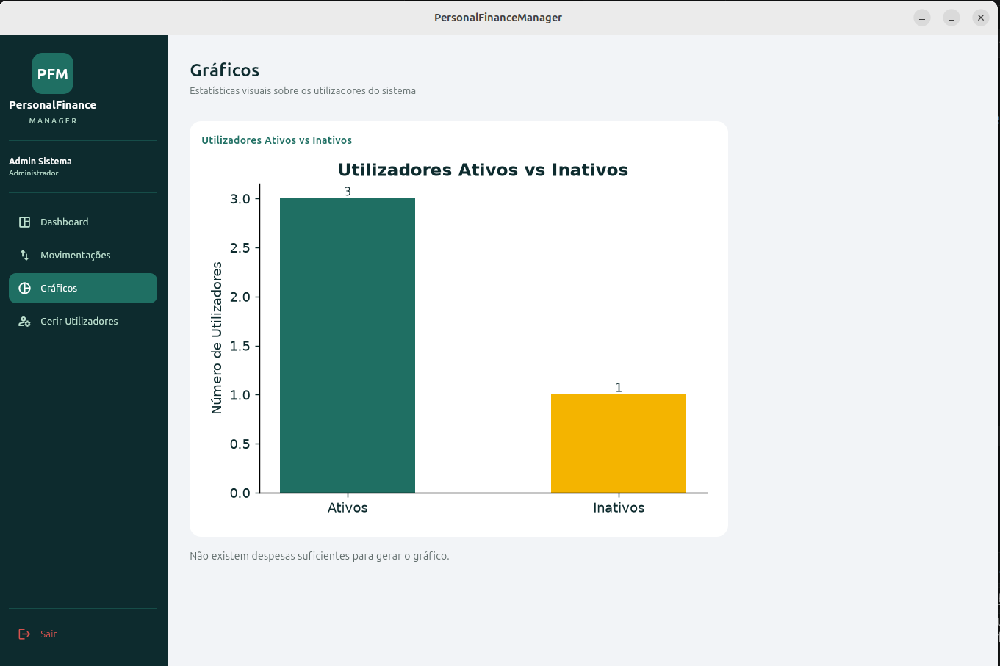 PersonalFinanceManager
PFM
PersonalFinance
MANAGER
Admin Sistema
Administrador
Dashboard
Movimentações
Gráficos
Gerir Utilizadores
Sair
Gráficos
Estatísticas visuais sobre os utilizadores do sistema
Utilizadores Ativos vs Inativos
Utilizadores Ativos vs Inativos
Número de Utilizadores
3.0
2.5
2.0
1.5
1.0
0.5
0.0
3
1
Ativos
Inativos
Não existem despesas suficientes para gerar o gráfico.